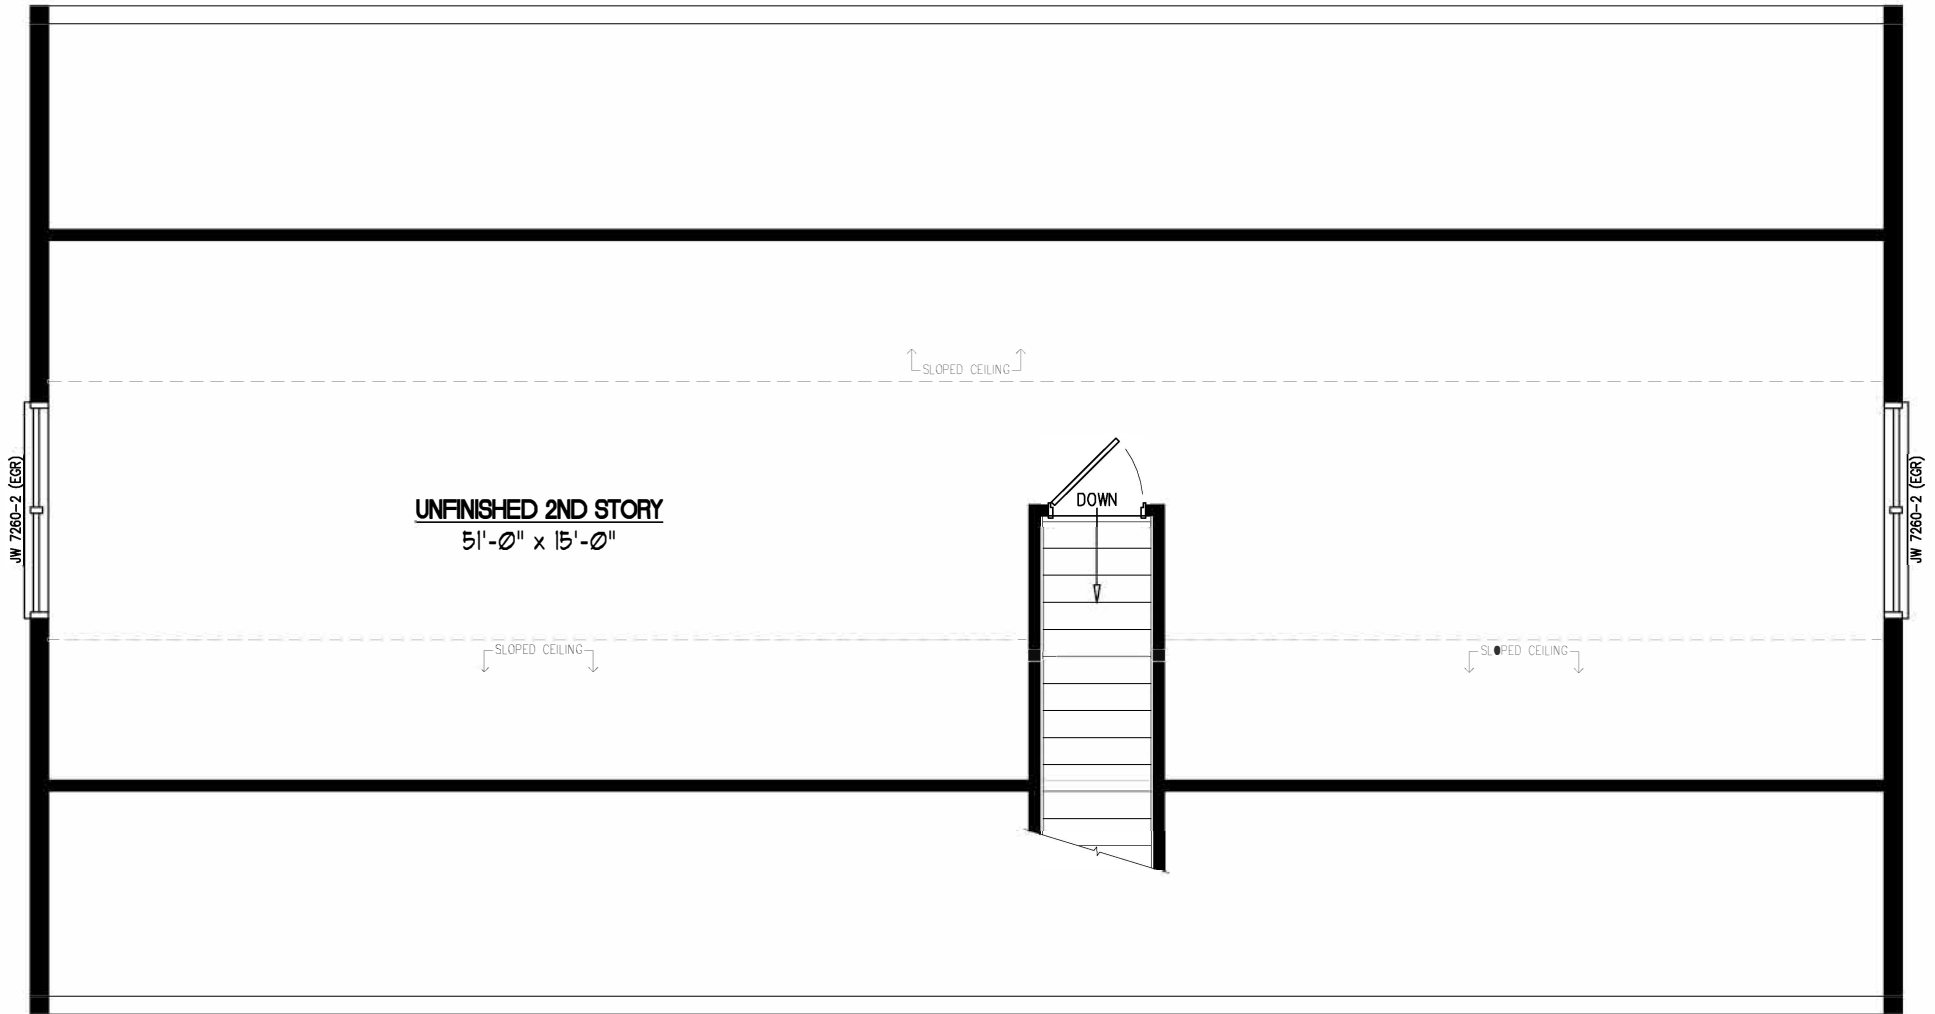 SLOPED CEILING
JW 7260-2 (EGR)
UNFINISHED 2ND STORY
51'-0" x 15'-0"
DOWN
JW 7260-2 (EGR)
SLOPED CEILING
SLOPED CEILING